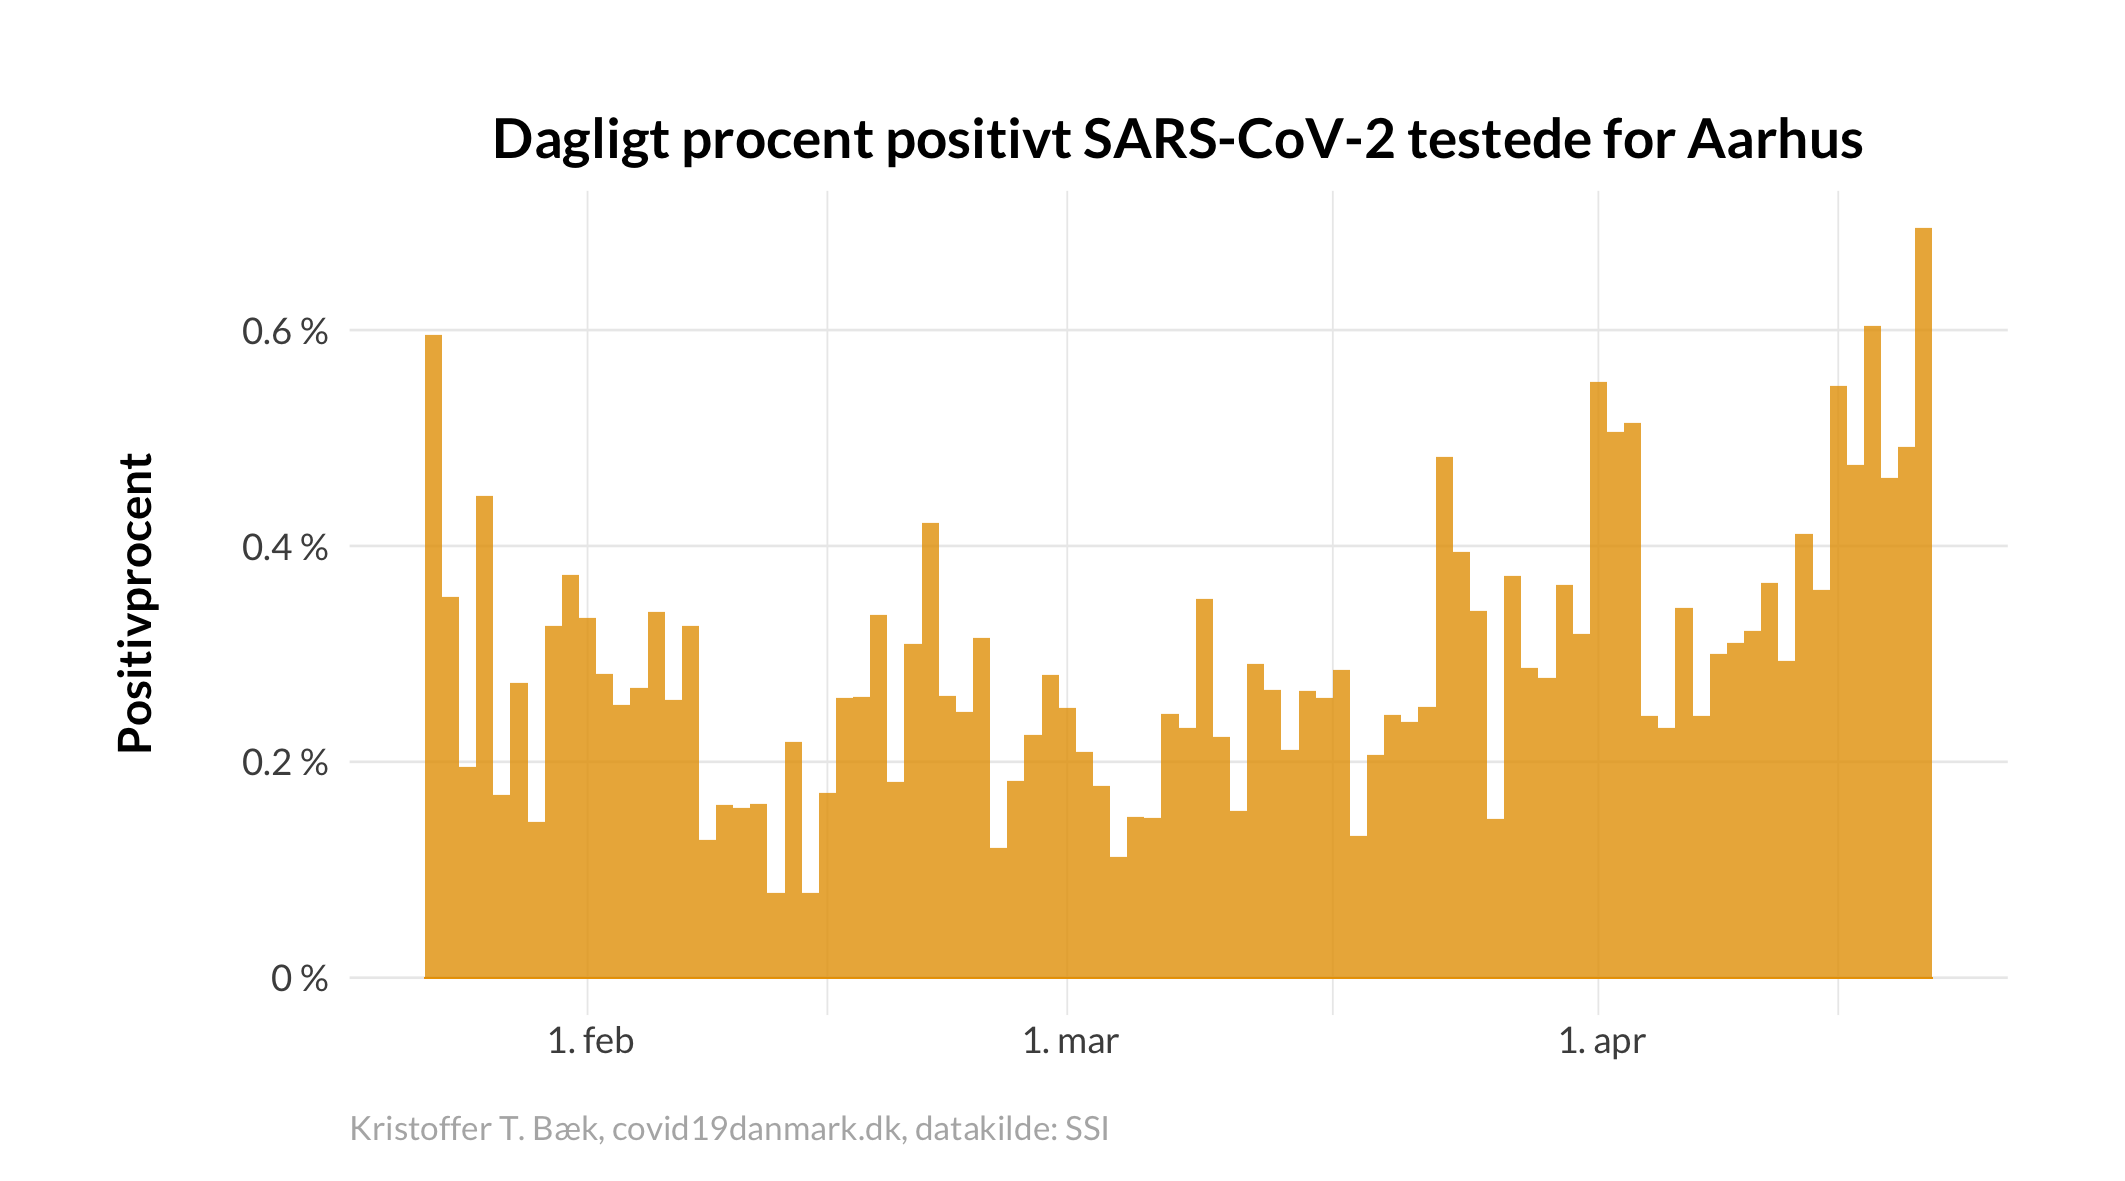 Dagligt procent positivt SARS-CoV-2 testede for Aarhus
Positivprocent
0.6 %
0.4 %
0.2 %
0 %
1. feb
1. mar
1. apr
Kristoffer T. Bæk, covid19danmark.dk, datakilde: SSI